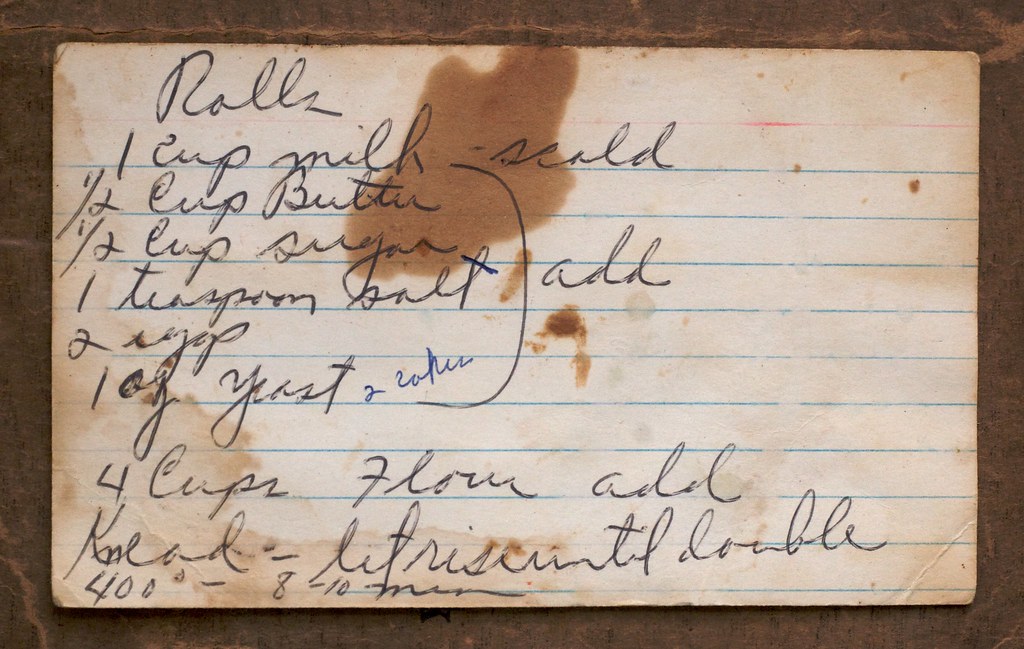 Rolls
1 Cup milk - scald
1/2 Cup Butter
1/2 Cup sugar
1 teaspoon salt
add
2 eggs
1 oz yeast 2 cakes
4 Cups Flour add
Knead - let rise until double
400° - 8-10 min